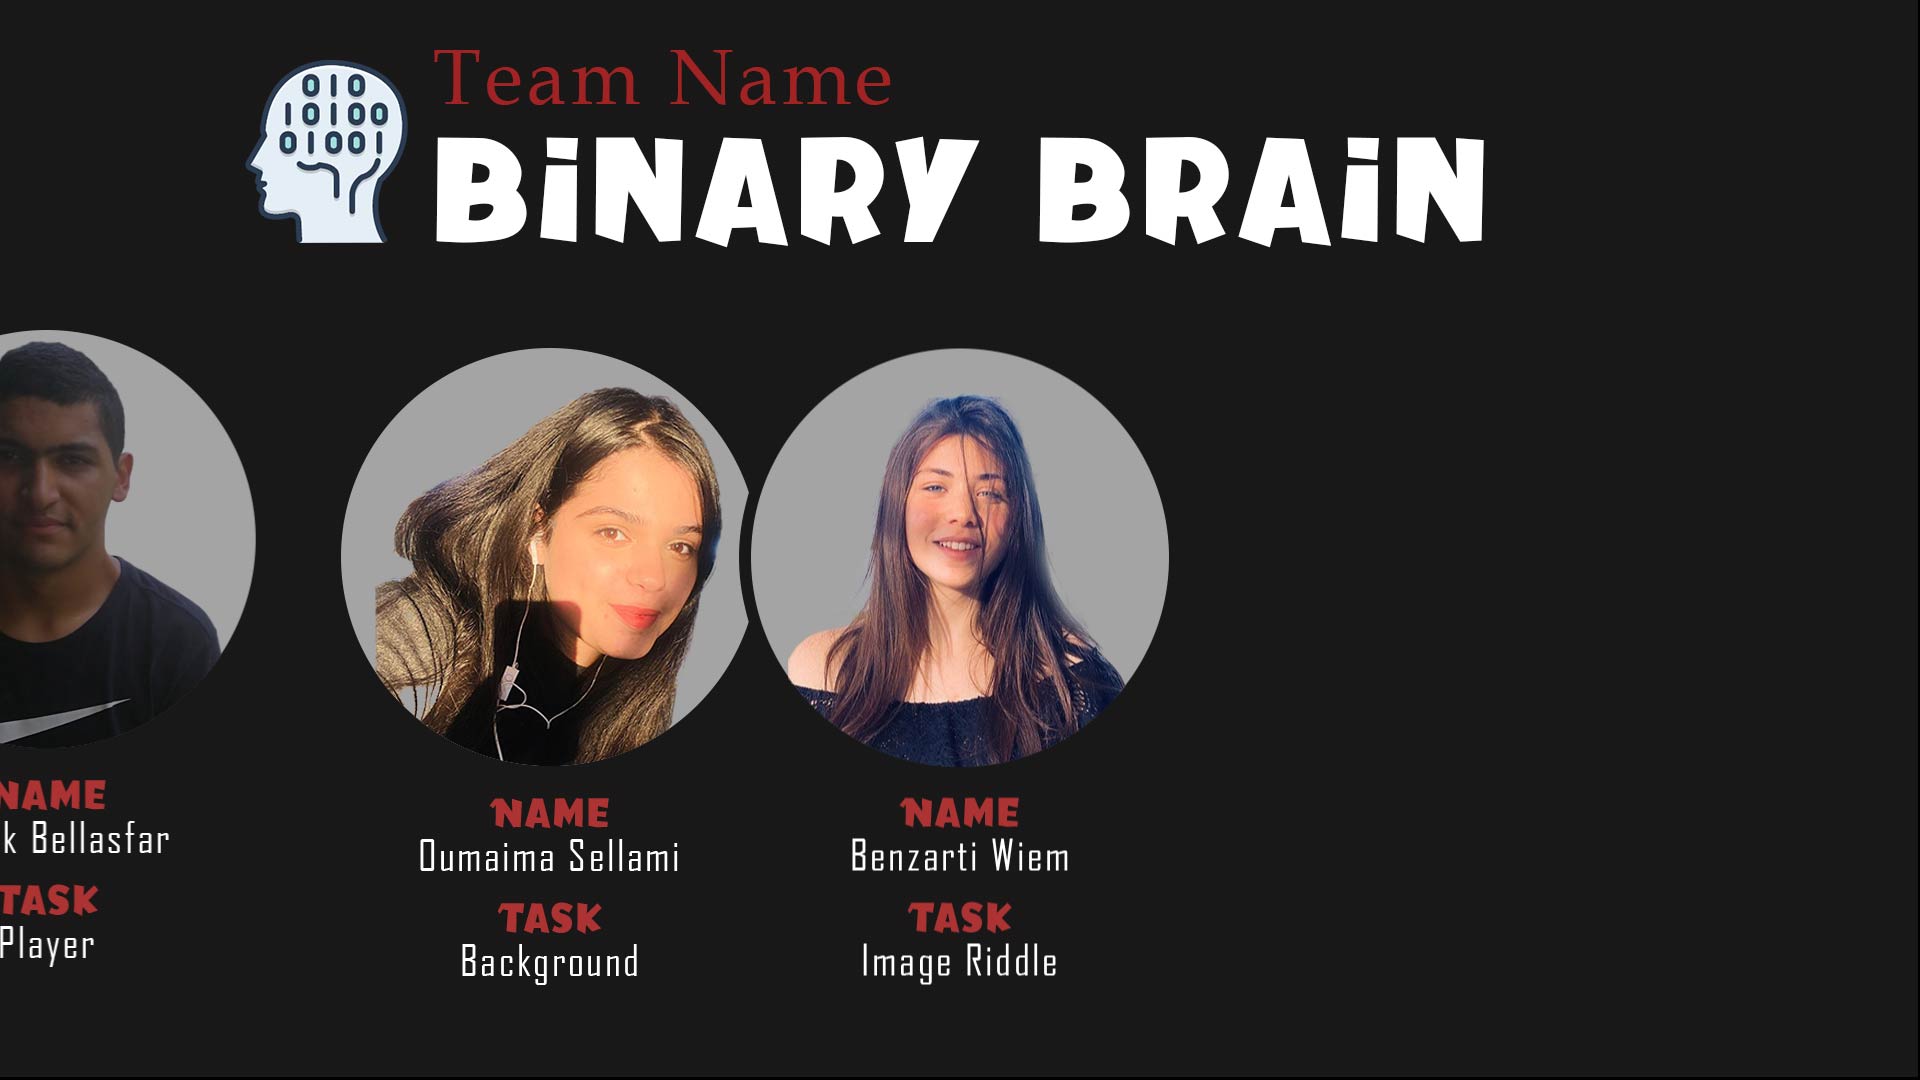 Team Name
BiNARY BRAiN
010
10100
01001
NAME
k Bellasfar
TASK
Player
NAME
Oumaima Sellami
TASK
Background
NAME
Benzarti Wiem
TASK
Image Riddle